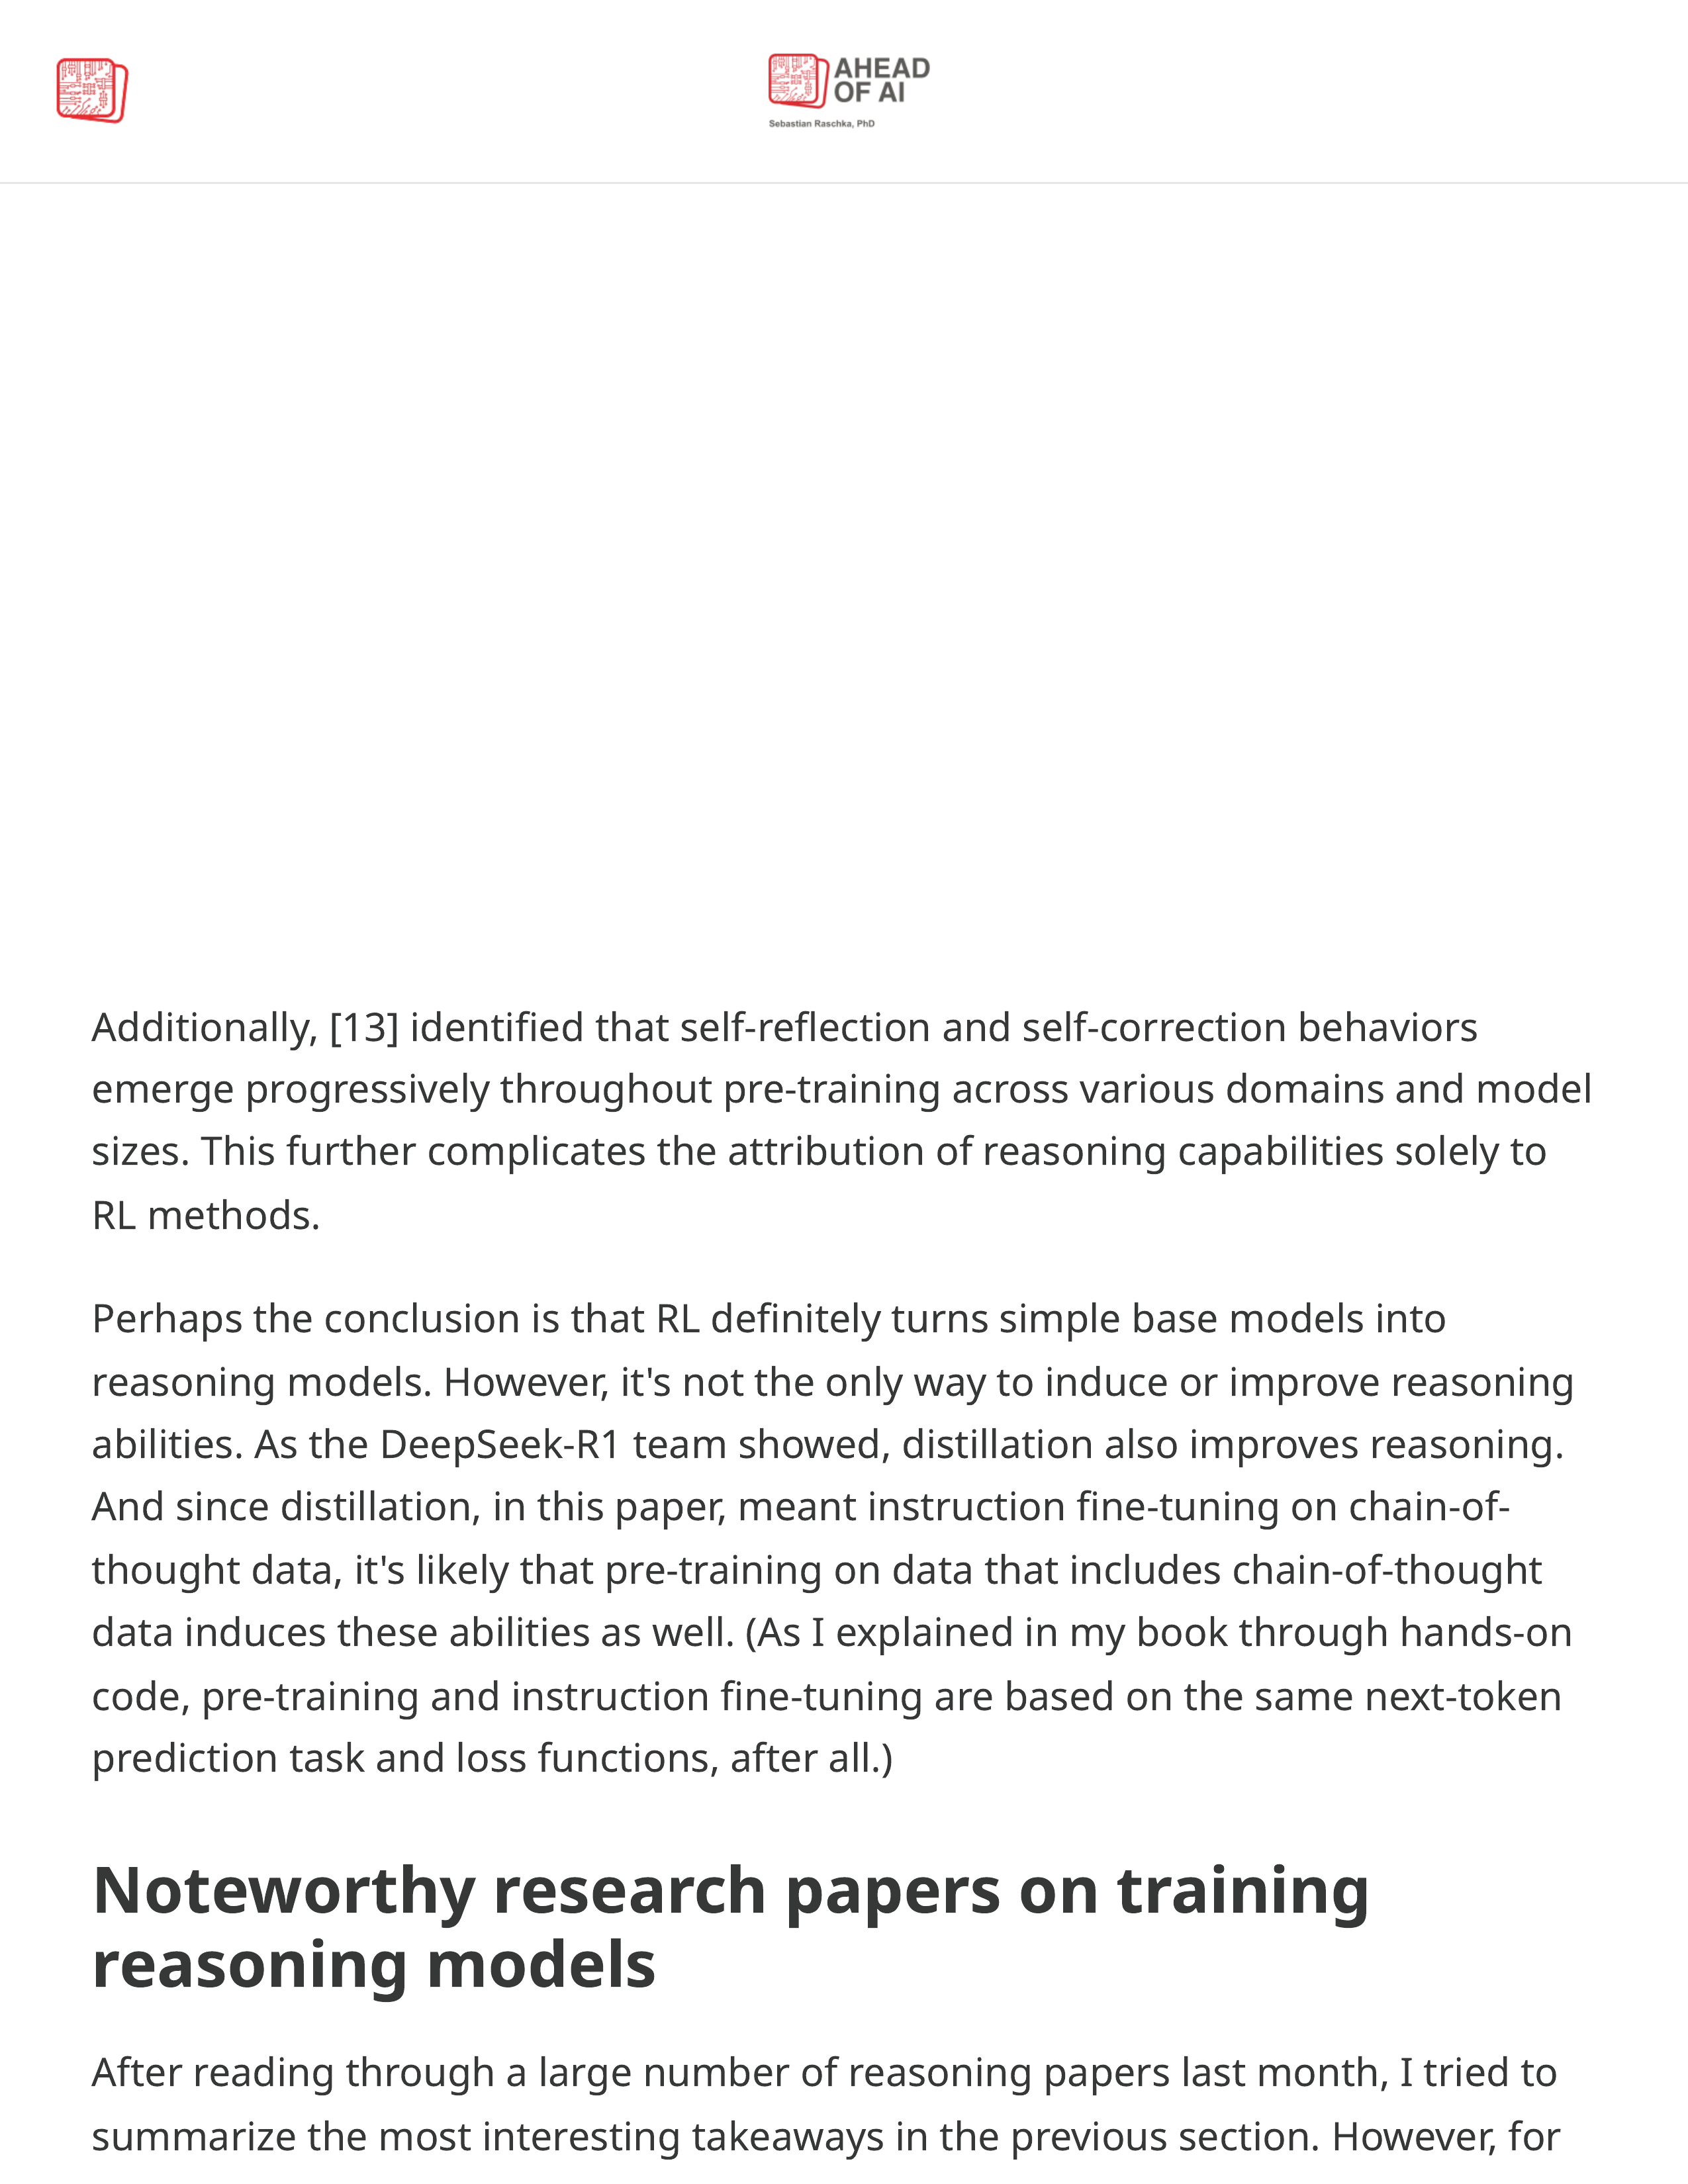 AHEAD
OF AI
Sebastian Raschka, PhD
Additionally, [13] identified that self-reflection and self-correction behaviors
emerge progressively throughout pre-training across various domains and model
sizes. This further complicates the attribution of reasoning capabilities solely to
RL methods.
Perhaps the conclusion is that RL definitely turns simple base models into
reasoning models. However, it's not the only way to induce or improve reasoning
abilities. As the DeepSeek-R1 team showed, distillation also improves reasoning.
And since distillation, in this paper, meant instruction fine-tuning on chain-of-
thought data, it's likely that pre-training on data that includes chain-of-thought
data induces these abilities as well. (As I explained in my book through hands-on
code, pre-training and instruction fine-tuning are based on the same next-token
prediction task and loss functions, after all.)
Noteworthy research papers on training
reasoning models
After reading through a large number of reasoning papers last month, I tried to
summarize the most interesting takeaways in the previous section. However, for